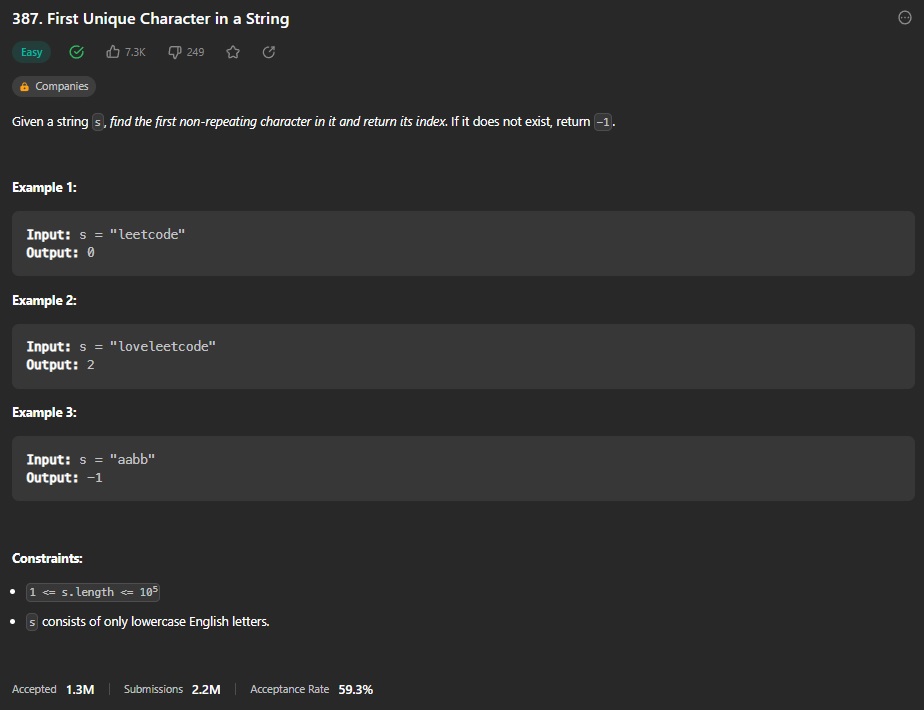 387. First Unique Character in a String
Easy 7.3K 249
Companies
Given a string s, find the first non-repeating character in it and return its index. If it does not exist, return -1.
Example 1:
Input: s = "leetcode"
Output: 0
Example 2:
Input: s = "loveleetcode"
Output: 2
Example 3:
Input: s = "aabb"
Output: -1
Constraints:
• 1 <= s.length <= 10⁵
• s consists of only lowercase English letters.
Accepted 1.3M Submissions 2.2M Acceptance Rate 59.3%